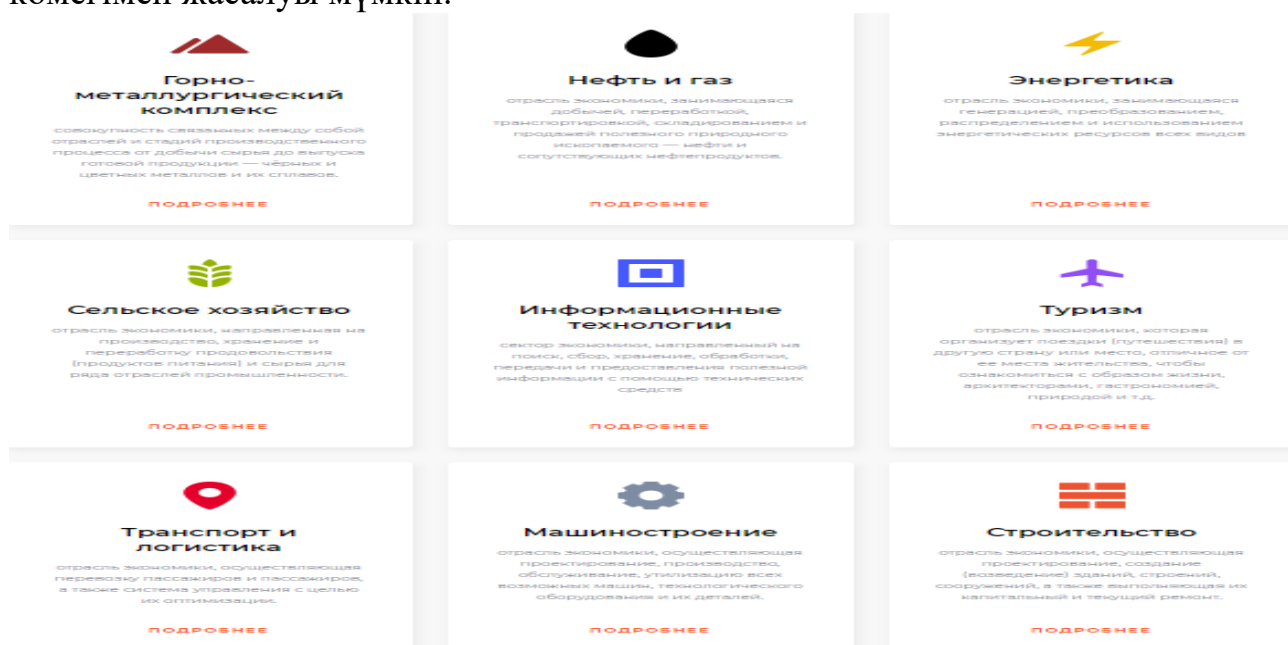 көмегімен жасалуы мүмкін.
Горно-
металлургический
комплекс
совокупность связанных между собой
отраслей и стадий производственного
процесса от добычи сырья до выпуска
готовой продукции — чёрных и
цветных металлов и их сплавов.
ПОДРОБНЕЕ
Нефть и газ
отрасль экономики, занимающаяся
добычей, переработкой,
транспортировкой, складированием и
продажей полезного природного
ископаемого — нефти и
сопутствующих нефтепродуктов.
ПОДРОБНЕЕ
Энергетика
отрасль экономики, занимающаяся
генерацией, преобразованием,
распределением и использованием
энергетических ресурсов всех видов
ПОДРОБНЕЕ
Сельское хозяйство
отрасль экономики, направленная на
производство, хранение и
переработку продовольствия
(продуктов питания) и сырья для
ряда отраслей промышленности.
ПОДРОБНЕЕ
Информационные
технологии
сектор экономики, направленный на
поиск, сбор, хранение, обработки,
передачи и предоставления полезной
информации с помощью технических
средств
ПОДРОБНЕЕ
Туризм
отрасль экономики, которая
организует поездки (путешествия) в
другую страну или место, отличное от
ее места жительства, чтобы
ознакомиться с образом жизни,
архитекторами, гастрономией,
природой и т.д.
ПОДРОБНЕЕ
Транспорт и
логистика
отрасль экономики, осуществляющая
перевозку пассажиров и пассажиров,
а также система управления с целью
их оптимизации.
ПОДРОБНЕЕ
Машиностроение
отрасль экономики, осуществляющая
проектирование, производство,
обслуживание, утилизацию всех
возможных машин, технологического
оборудования и их деталей.
ПОДРОБНЕЕ
Строительство
отрасль экономики, осуществляющая
проектирование, создание
(возведение) зданий, строений,
сооружений, а также выполняющая их
капитальный и текущий ремонт.
ПОДРОБНЕЕ